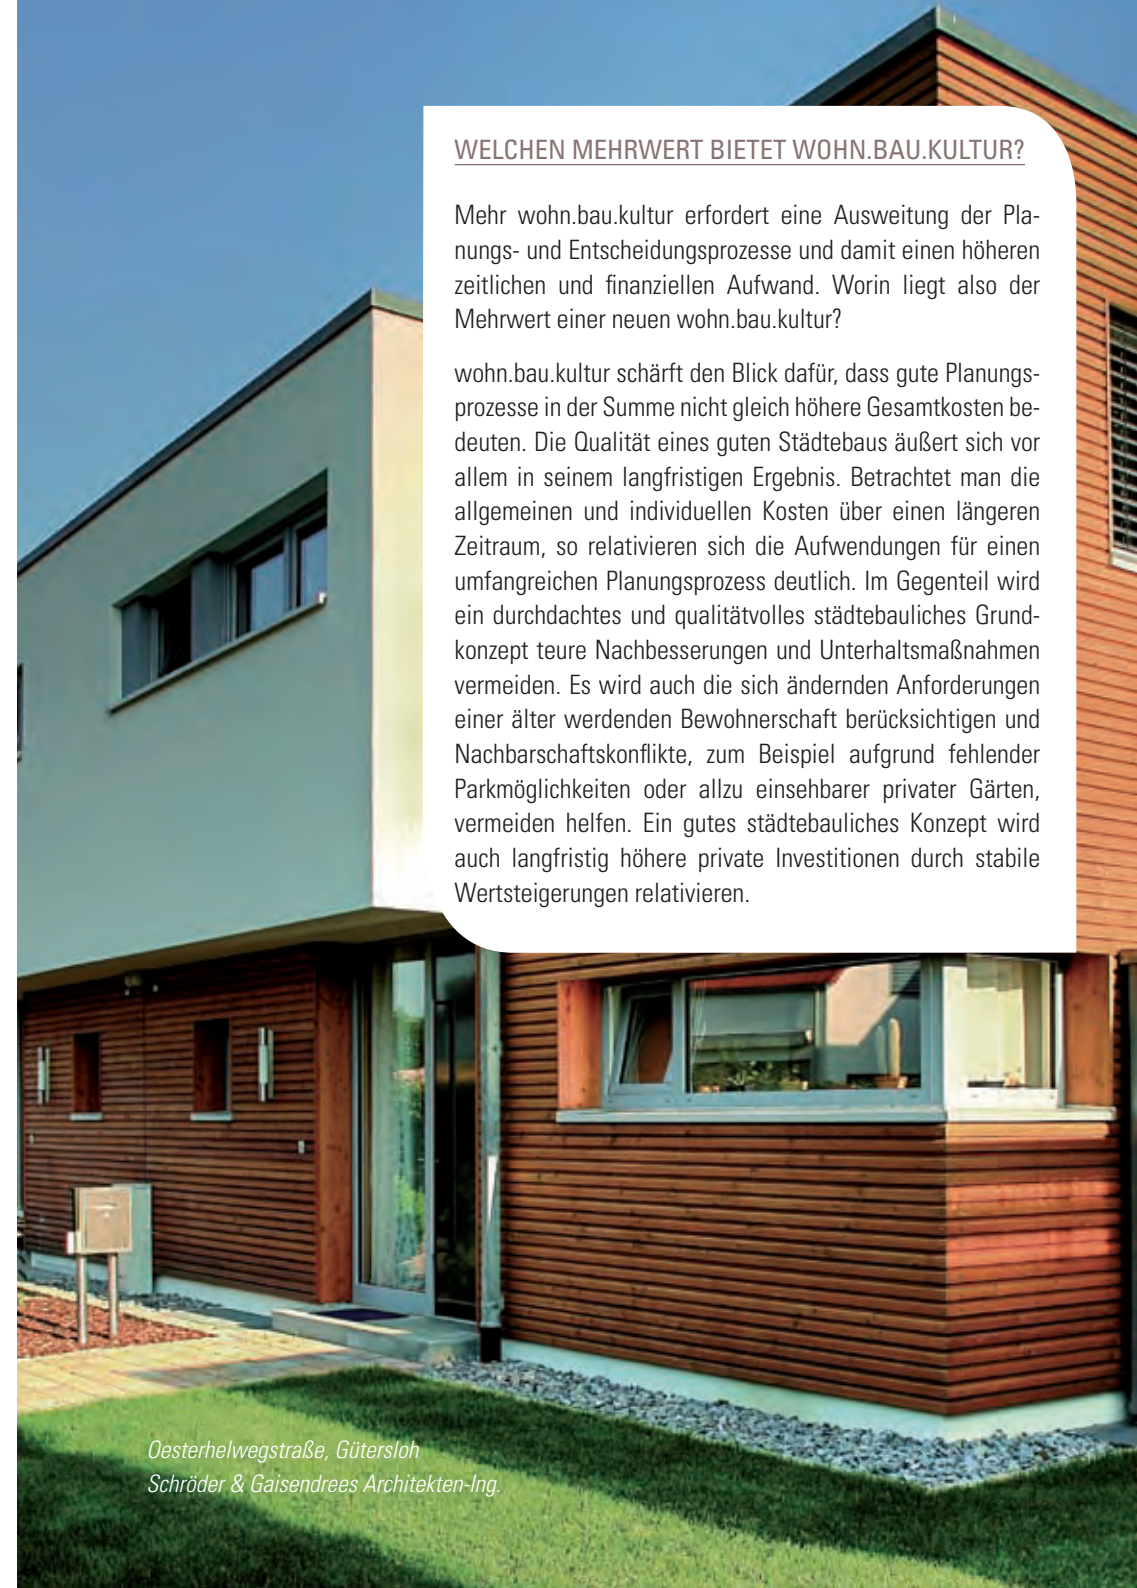 WELCHEN MEHRWERT BIETET WOHN.BAU.KULTUR?
Mehr wohn.bau.kultur erfordert eine Ausweitung der Pla-
nungs- und Entscheidungsprozesse und damit einen höheren
zeitlichen und finanziellen Aufwand. Worin liegt also der
Mehrwert einer neuen wohn.bau.kultur?
wohn.bau.kultur schärft den Blick dafür, dass gute Planungs-
prozesse in der Summe nicht gleich höhere Gesamtkosten be-
deuten. Die Qualität eines guten Städtebaus äußert sich vor
allem in seinem langfristigen Ergebnis. Betrachtet man die
allgemeinen und individuellen Kosten über einen längeren
Zeitraum, so relativieren sich die Aufwendungen für einen
umfangreichen Planungsprozess deutlich. Im Gegenteil wird
ein durchdachtes und qualitätvolles städtebauliches Grund-
konzept teure Nachbesserungen und Unterhaltsmaßnahmen
vermeiden. Es wird auch die sich ändernden Anforderungen
einer älter werdenden Bewohnerschaft berücksichtigen und
Nachbarschaftskonflikte, zum Beispiel aufgrund fehlender
Parkmöglichkeiten oder allzu einsehbarer privater Gärten,
vermeiden helfen. Ein gutes städtebauliches Konzept wird
auch langfristig höhere private Investitionen durch stabile
Wertsteigerungen relativieren.
Oesterhelwegstraße, Gütersloh
Schröder & Gaisendrees Architekten-Ing.